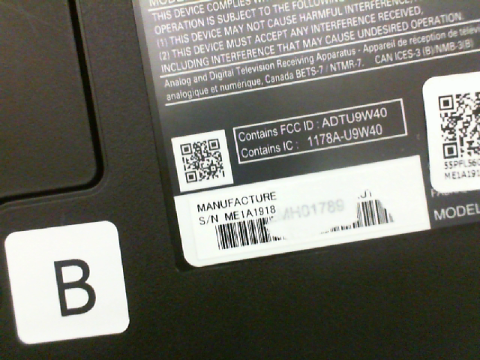 THIS DEVICE COMPLIES W
OPERATION IS SUBJECT TO THE FOLLOWING
(1) THIS DEVICE MAY NOT CAUSE HARMFUL INTERFERENCE,
(2) THIS DEVICE MUST ACCEPT ANY INTERFERENCE RECEIVED,
INCLUDING INTERFERENCE THAT MAY CAUSE UNDESIRED OPERATION.
Analog and Digital Television Receiving Apparatus - Appareil de réception de télévi
analogique et numérique, Canada BETS-7 / NTMR-7. CAN ICES-3 (B)/NMB-3(B)
Contains FCC ID : ADTU9W40
Contains IC : 1178A-U9W40
MANUFACTURE
S/N ME1A1918
ME1A191
MODEL
B